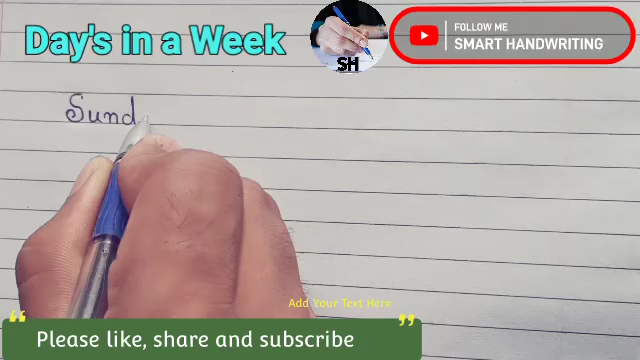 Day's in a Week
SH
FOLLOW ME
SMART HANDWRITING
Sund
Add Your Text Here
“ Please like, share and subscribe ”